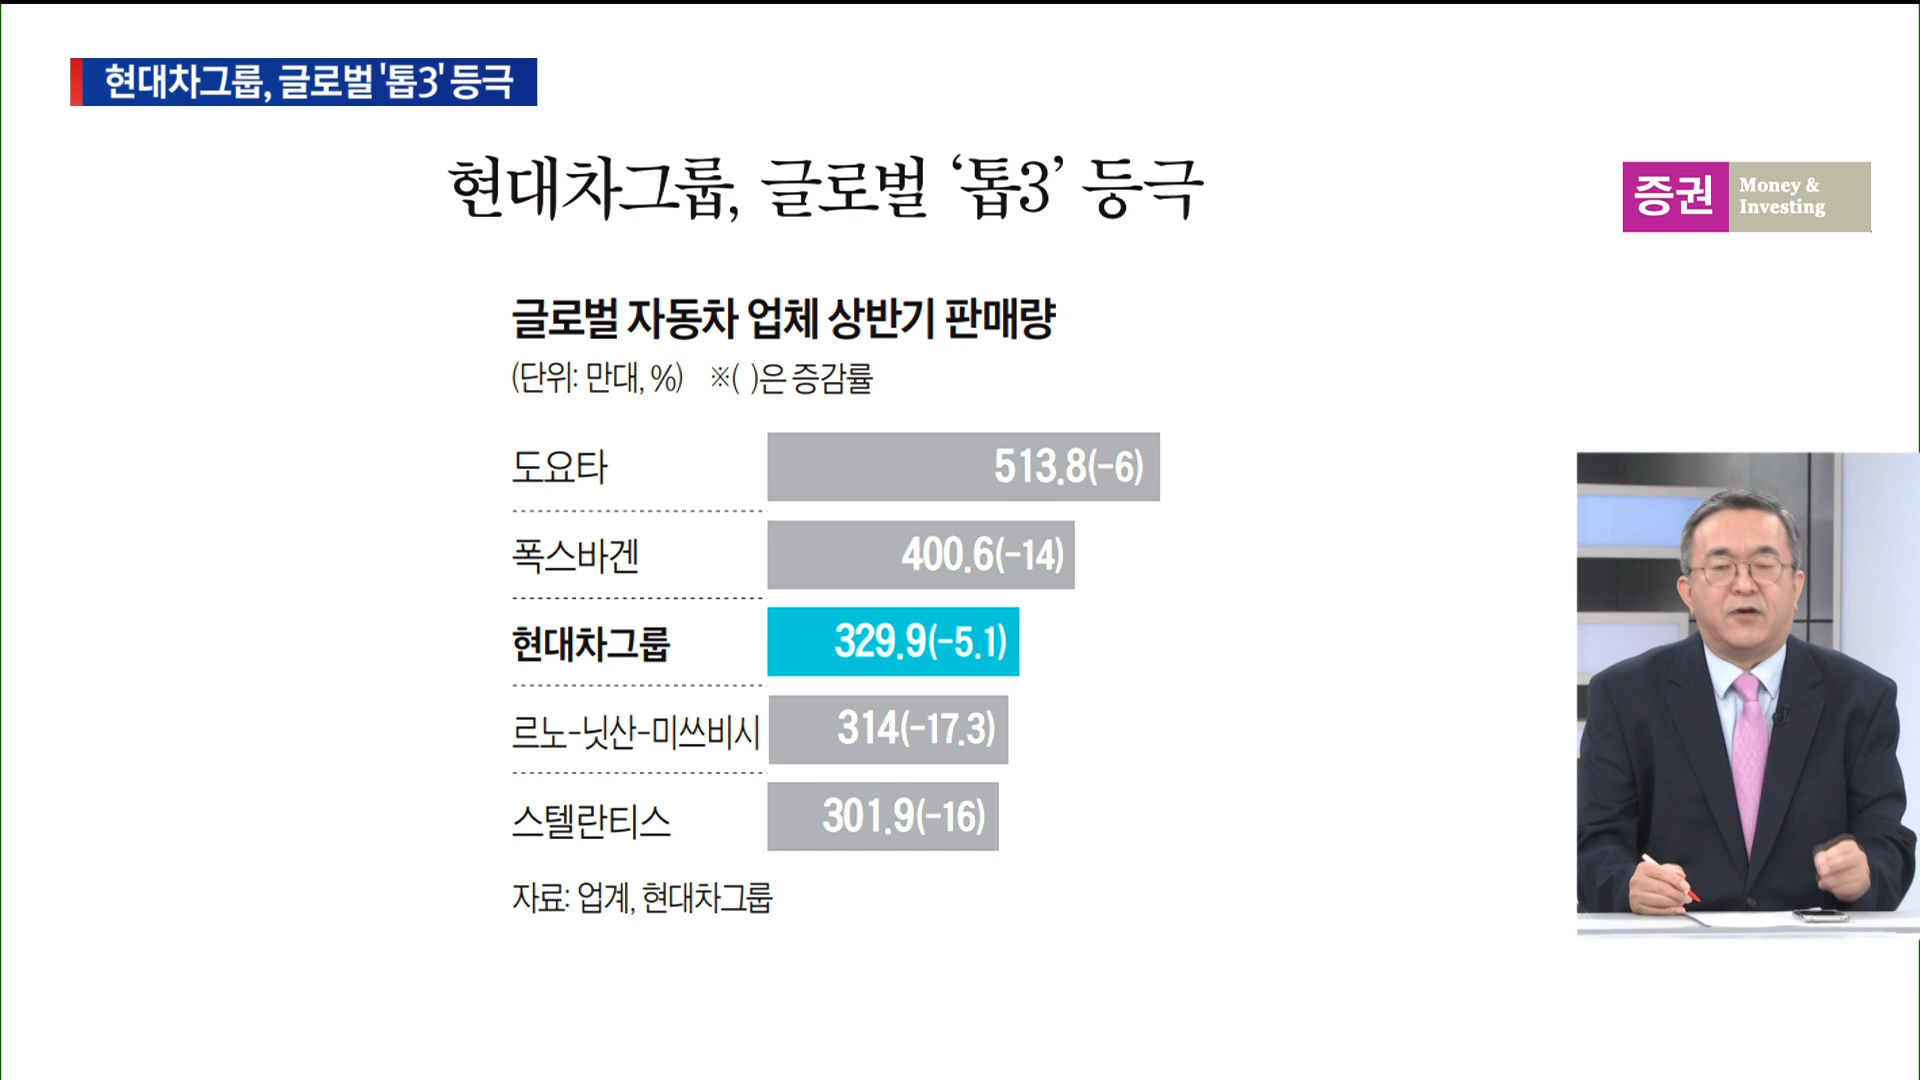 현대차그룹, 글로벌 '톱3' 등극
현대차그룹, 글로벌 ‘톱3’ 등극
증권 Money &
Investing
글로벌 자동차 업체 상반기 판매량
(단위: 만대, %) ※( )은 증감률
도요타 513.8(-6)
폭스바겐 400.6(-14)
현대차그룹 329.9(-5.1)
르노-닛산-미쓰비시 314(-17.3)
스텔란티스 301.9(-16)
자료: 업계, 현대차그룹